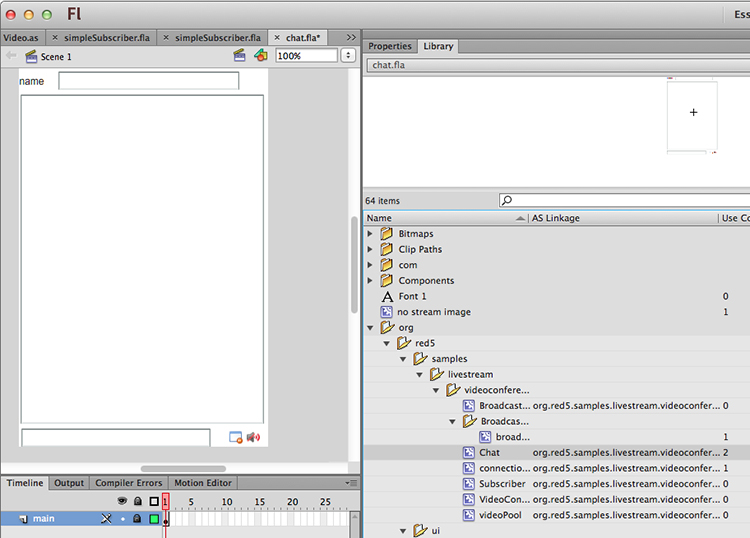 Fl
Ess
Video.as
simpleSubscriber.fla
simpleSubscriber.fla
chat.fla*
Scene 1
100%
name
Properties
Library
chat.fla
64 items
Name AS Linkage Use Co
Bitmaps
Clip Paths
com
Components
Font 1 0
no stream image 1
org
red5
samples
livestream
videoconfere...
Broadcast... org.red5.samples.livestream.videoconfer... 0
Broadcas...
broad... 1
Chat org.red5.samples.livestream.videoconfer... 2
connectio... org.red5.samples.livestream.videoconfer... 1
Subscriber org.red5.samples.livestream.videoconfer... 0
VideoCon... org.red5.samples.livestream.videoconfer... 0
videoPool org.red5.samples.livestream.videoconfer... 0
ui
Timeline Output Compiler Errors Motion Editor
1 5 10 15 20 25
main